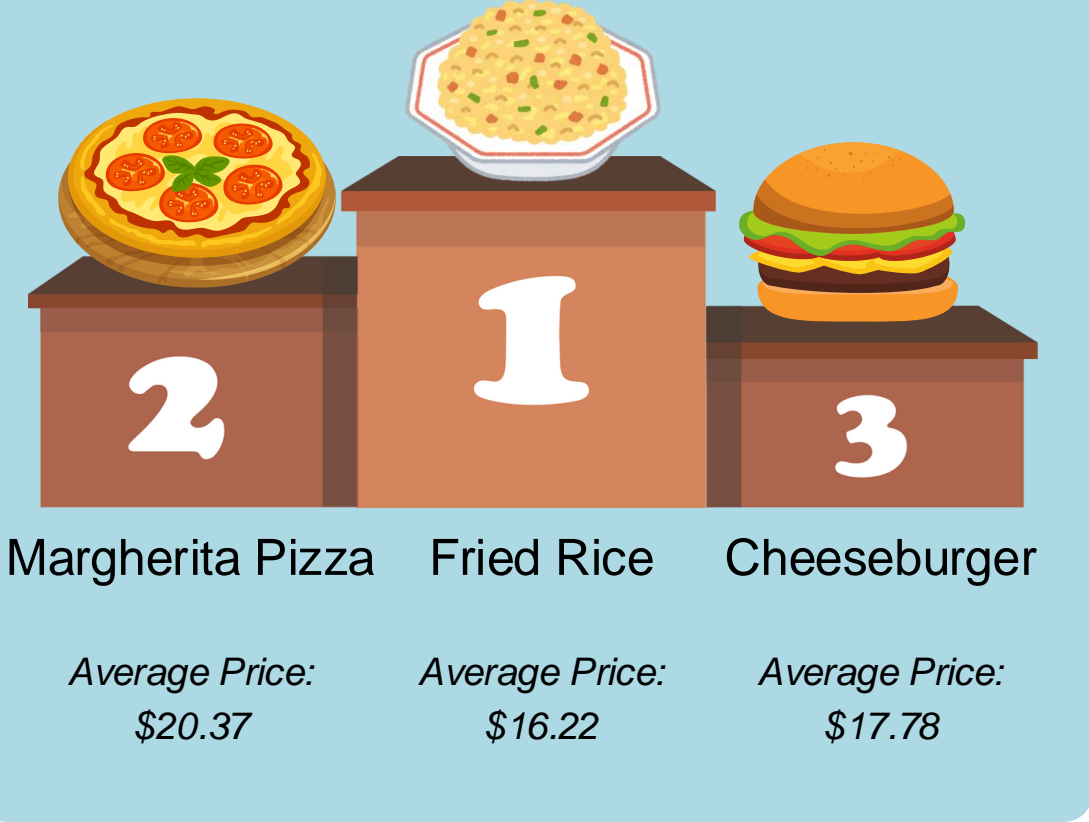 1
2
3
Margherita Pizza
Fried Rice
Cheeseburger
Average Price:
$20.37
Average Price:
$16.22
Average Price:
$17.78